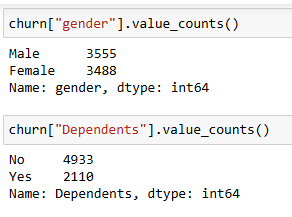 churn["gender"].value_counts()
Male      3555
Female    3488
Name: gender, dtype: int64
churn["Dependents"].value_counts()
No     4933
Yes    2110
Name: Dependents, dtype: int64